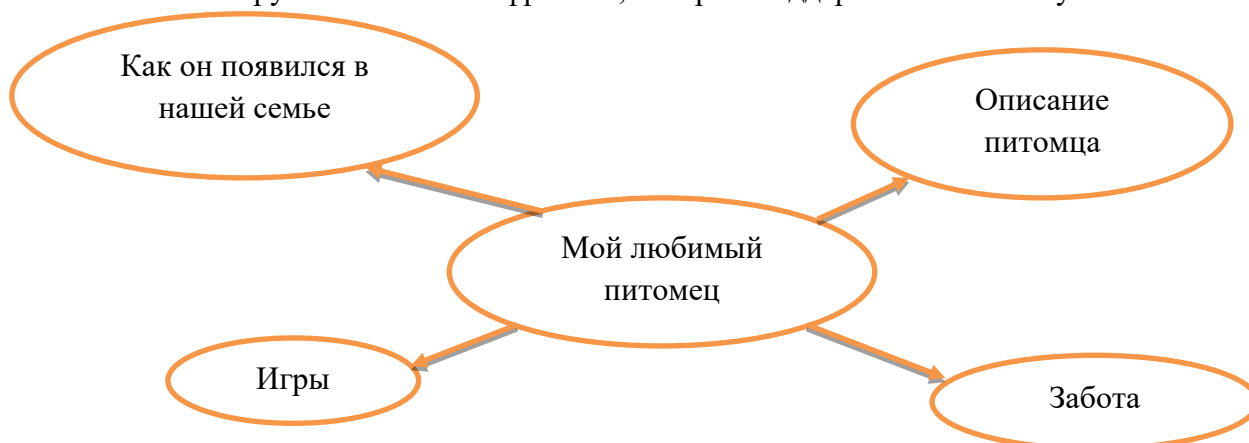 Как он появился в
нашей семье
Описание
питомца
Мой любимый
питомец
Игры
Забота